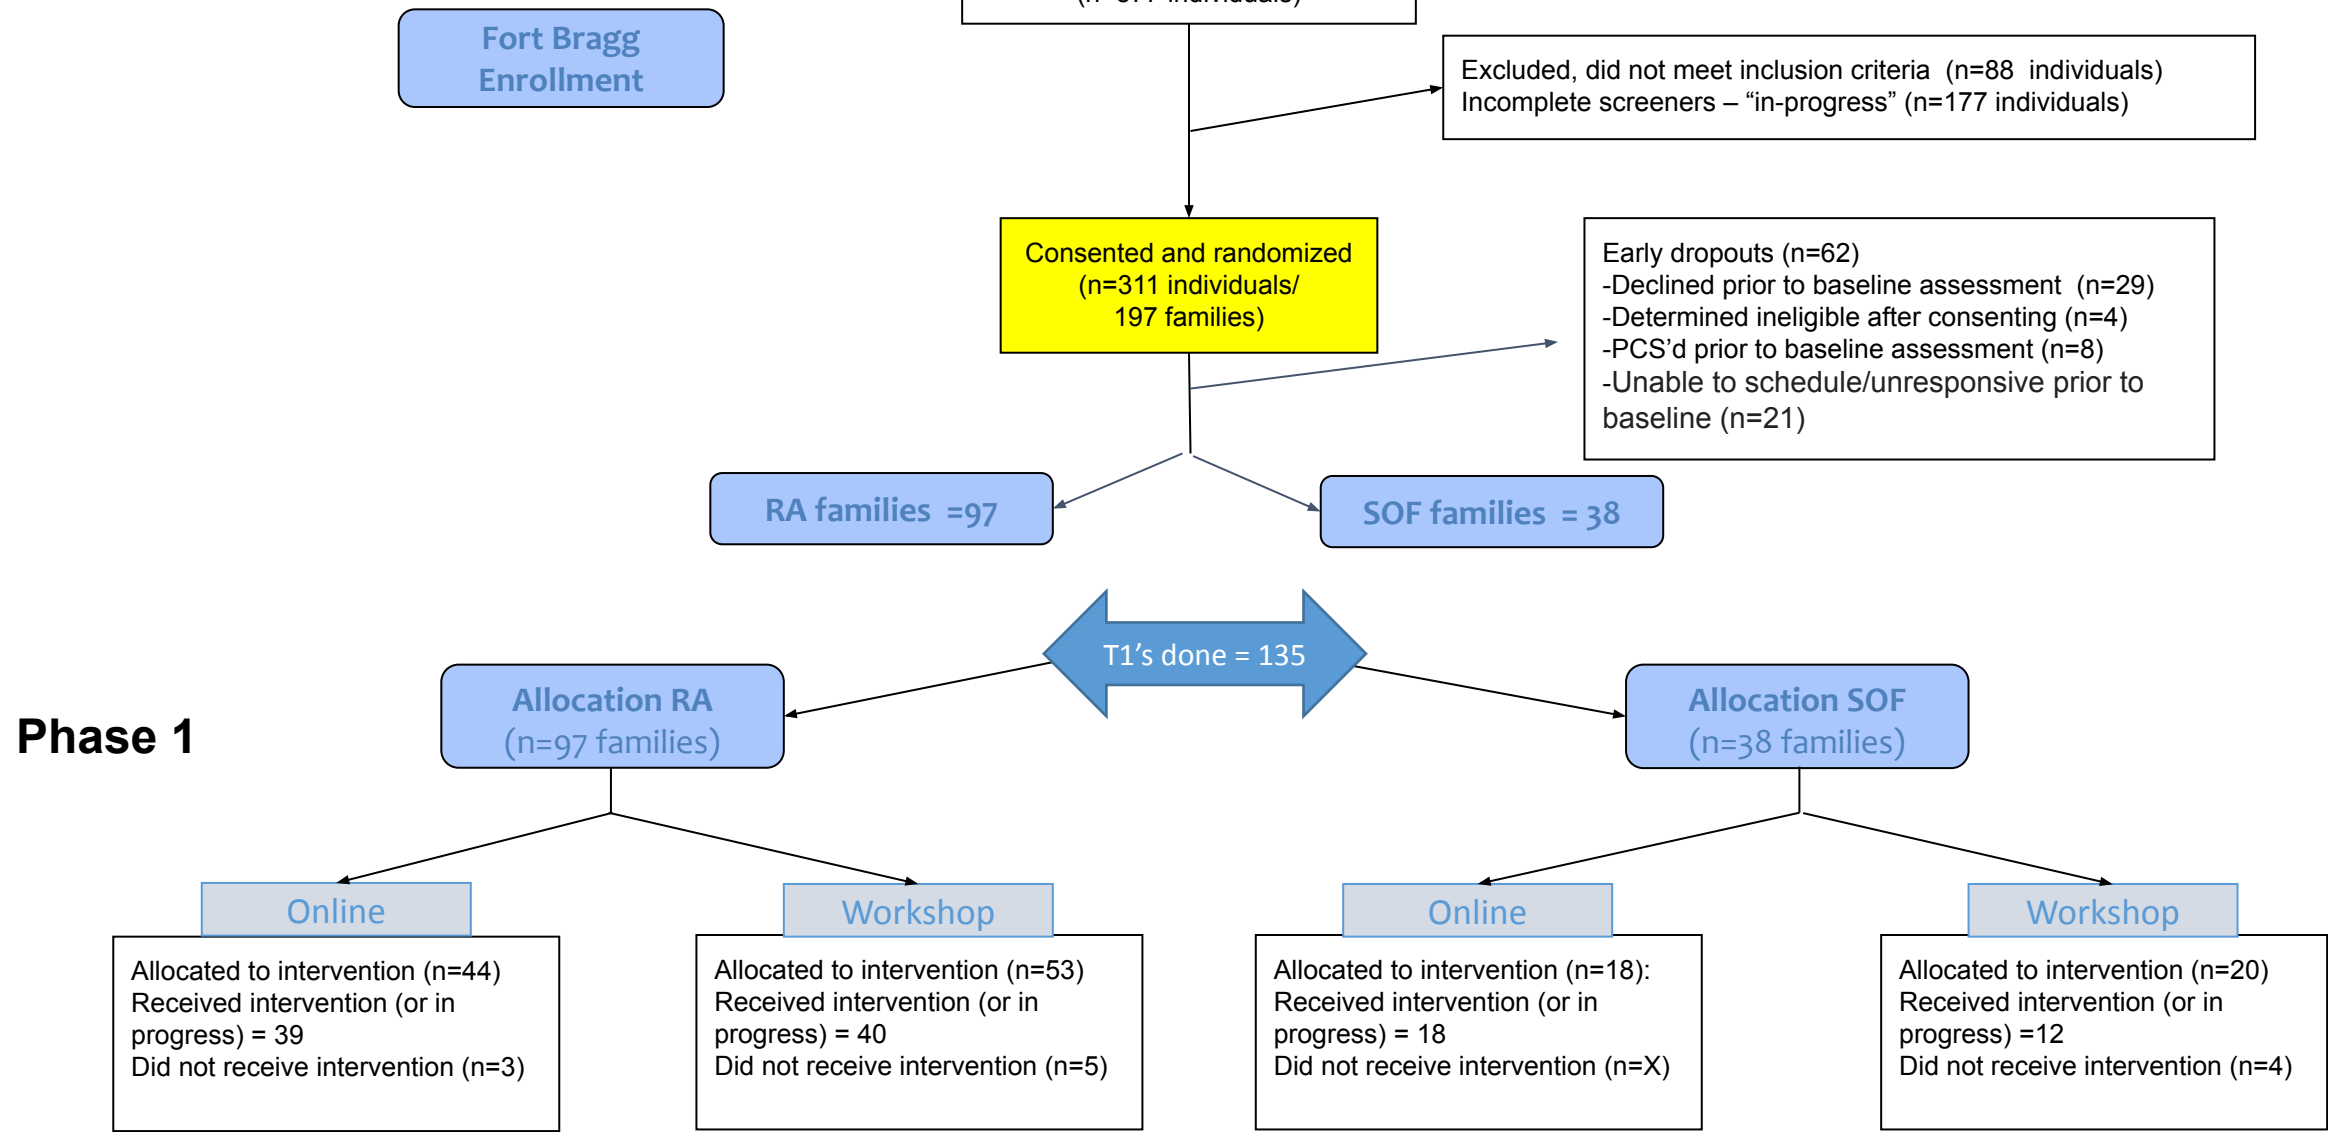 Fort Bragg
Enrollment
individuals)
Excluded, did not meet inclusion criteria (n=88 individuals)
Incomplete screeners – “in-progress” (n=177 individuals)
Consented and randomized
(n=311 individuals/
197 families)
Early dropouts (n=62)
-Declined prior to baseline assessment (n=29)
-Determined ineligible after consenting (n=4)
-PCS’d prior to baseline assessment (n=8)
-Unable to schedule/unresponsive prior to
baseline (n=21)
RA families =97
SOF families = 38
T1’s done = 135
Phase 1
Allocation RA
(n=97 families)
Allocation SOF
(n=38 families)
Online
Allocated to intervention (n=44)
Received intervention (or in
progress) = 39
Did not receive intervention (n=3)
Workshop
Allocated to intervention (n=53)
Received intervention (or in
progress) = 40
Did not receive intervention (n=5)
Online
Allocated to intervention (n=18):
Received intervention (or in
progress) = 18
Did not receive intervention (n=X)
Workshop
Allocated to intervention (n=20)
Received intervention (or in
progress) =12
Did not receive intervention (n=4)